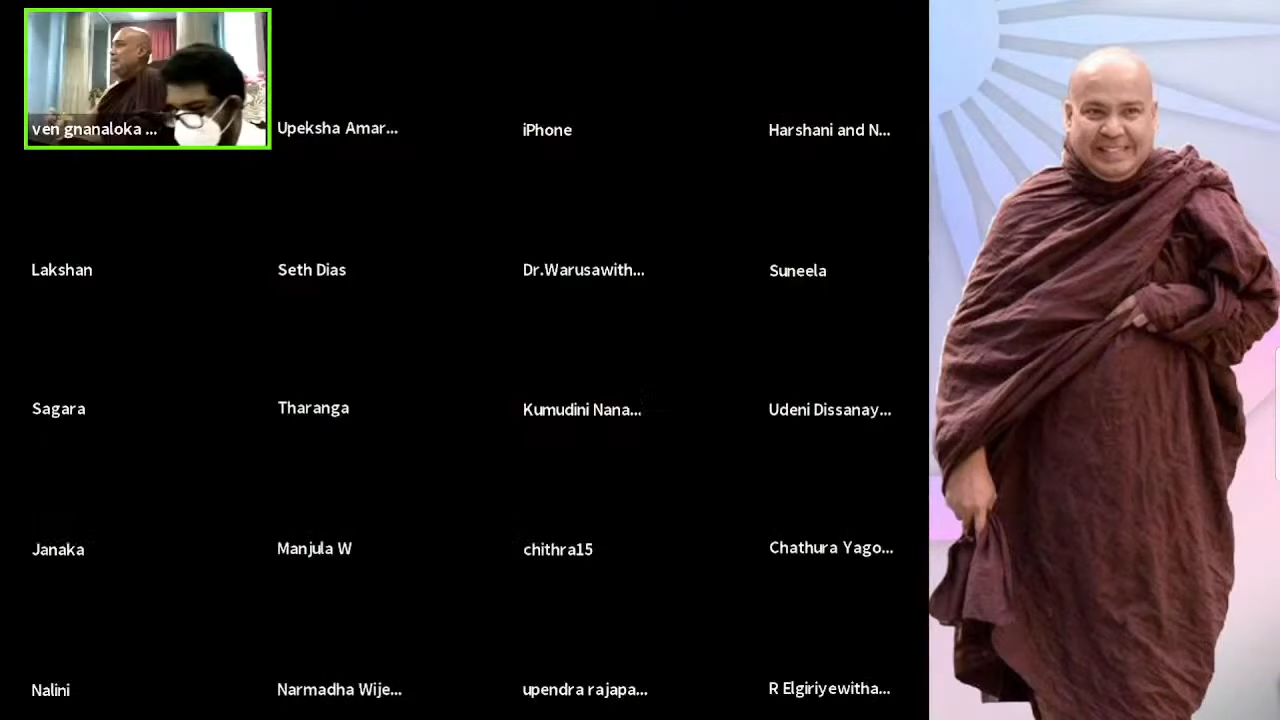 ven gnanaloka ...
Upeksha Amar...
iPhone
Harshani and N...
Lakshan
Seth Dias
Dr.Warusawith...
Suneela
Sagara
Tharanga
Kumudini Nana...
Udeni Dissanay...
Janaka
Manjula W
chithra15
Chathura Yago...
Nalini
Narmadha Wije...
upendra rajapa...
R Elgiriyewitha...